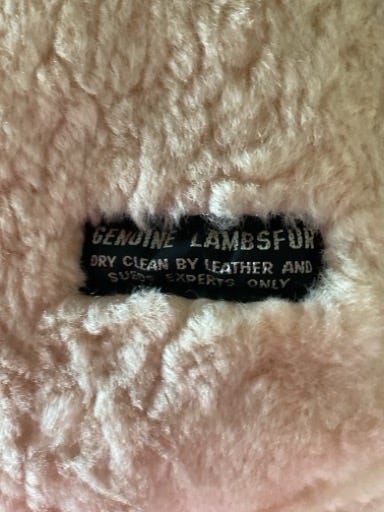 GENUINE LAMBSFUR
DRY CLEAN BY LEATHER AND
SUEDE EXPERTS ONLY